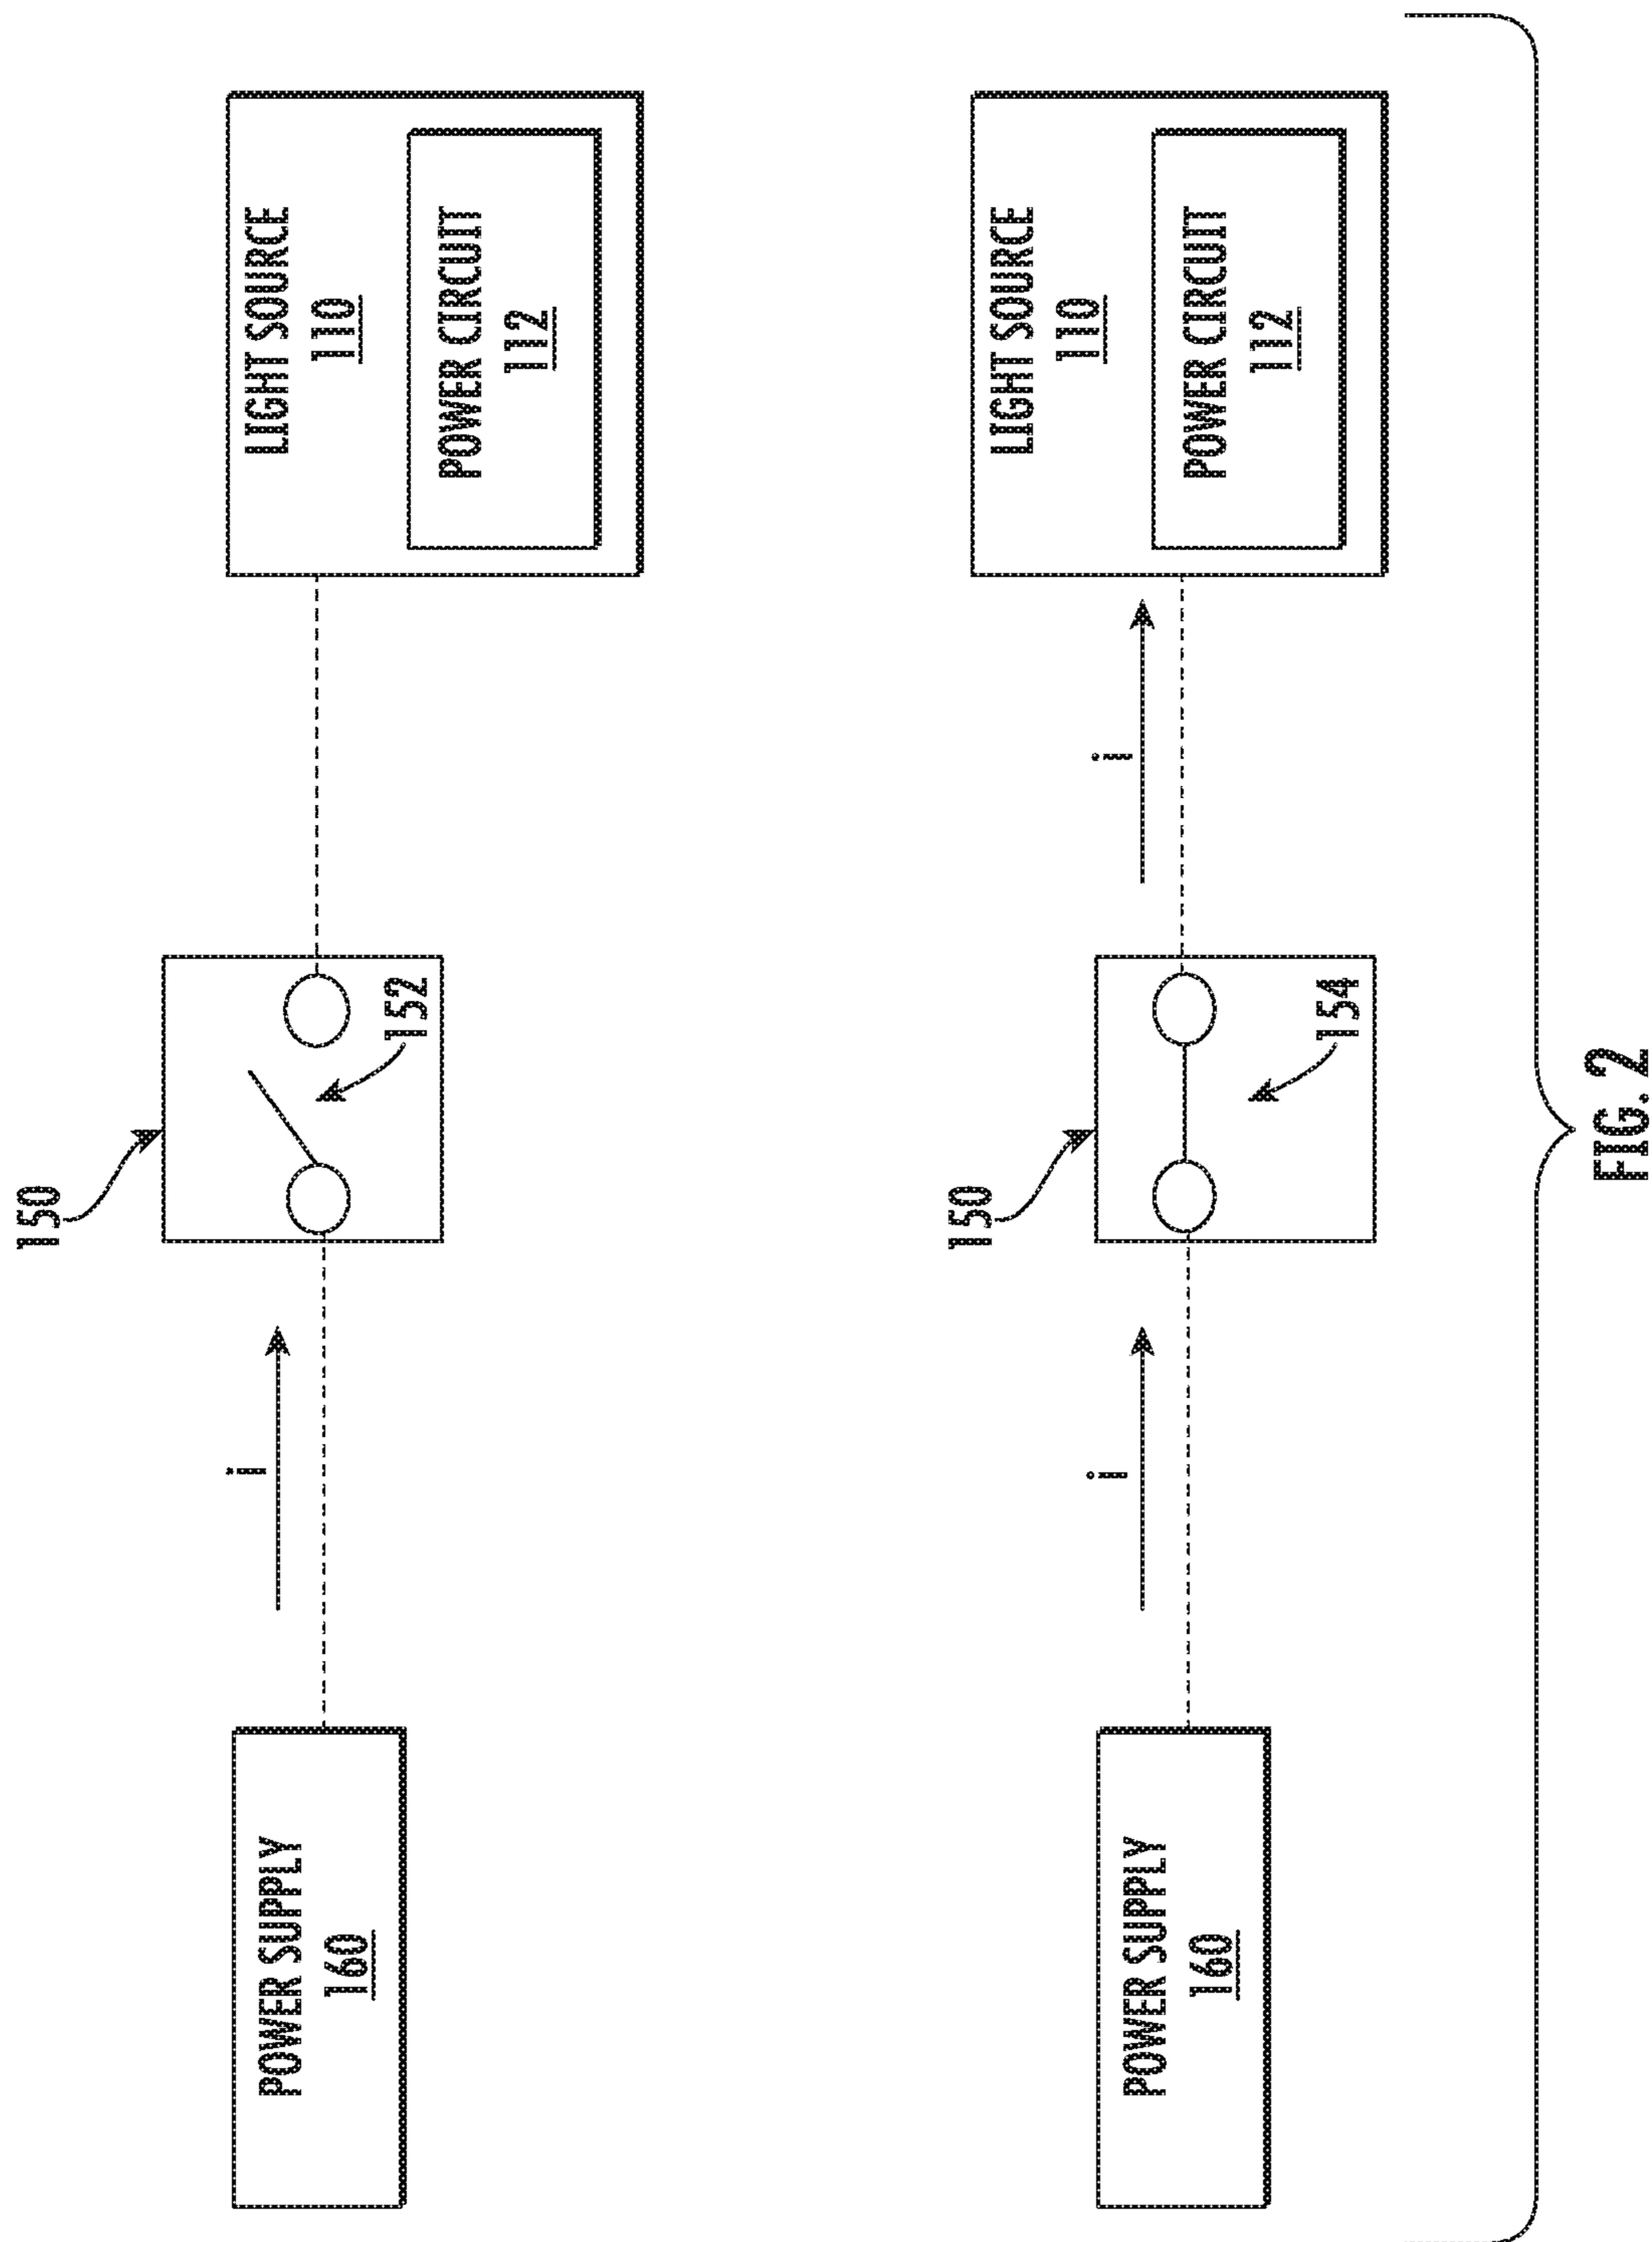 150
i
152
POWER SUPPLY
160
LIGHT SOURCE
110
POWER CIRCUIT
112
150
i
i
154
POWER SUPPLY
160
LIGHT SOURCE
110
POWER CIRCUIT
112
FIG. 2